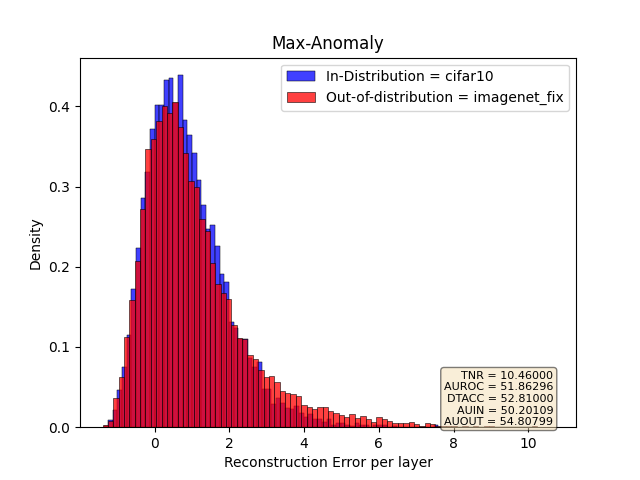 Max-Anomaly
In-Distribution = cifar10
Out-of-distribution = imagenet_fix
Density
0.4
0.3
0.2
0.1
0.0
TNR = 10.46000
AUROC = 51.86296
DTACC = 52.81000
AUIN = 50.20109
AUOUT = 54.80799
0 2 4 6 8 10
Reconstruction Error per layer